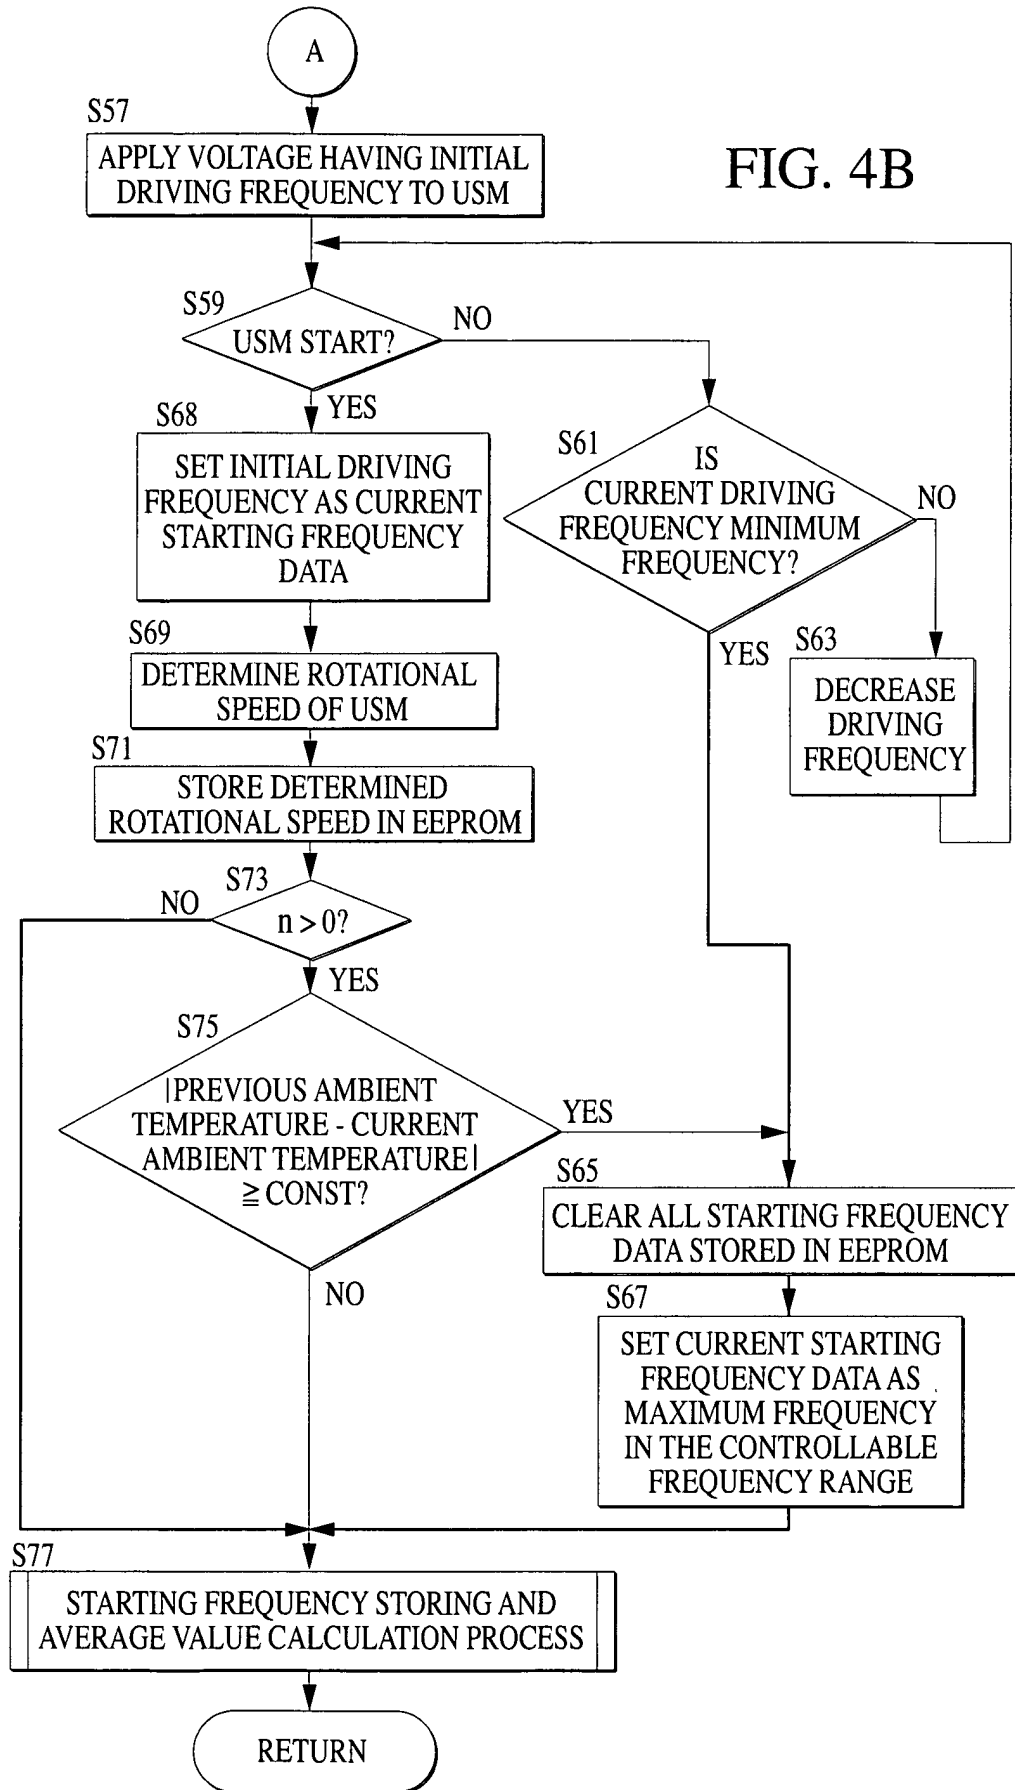 A
S57
APPLY VOLTAGE HAVING INITIAL
DRIVING FREQUENCY TO USM
FIG. 4B
S59
USM START?
NO
YES
S68
SET INITIAL DRIVING
FREQUENCY AS CURRENT
STARTING FREQUENCY
DATA
S61
IS
CURRENT DRIVING
FREQUENCY MINIMUM
FREQUENCY?
NO
YES
S63
DECREASE
DRIVING
FREQUENCY
S69
DETERMINE ROTATIONAL
SPEED OF USM
S71
STORE DETERMINED
ROTATIONAL SPEED IN EEPROM
S73
NO
n > 0?
YES
S75
|PREVIOUS AMBIENT
TEMPERATURE - CURRENT
AMBIENT TEMPERATURE|
≧ CONST?
YES
NO
S65
CLEAR ALL STARTING FREQUENCY
DATA STORED IN EEPROM
S67
SET CURRENT STARTING
FREQUENCY DATA AS
MAXIMUM FREQUENCY
IN THE CONTROLLABLE
FREQUENCY RANGE
S77
STARTING FREQUENCY STORING AND
AVERAGE VALUE CALCULATION PROCESS
RETURN